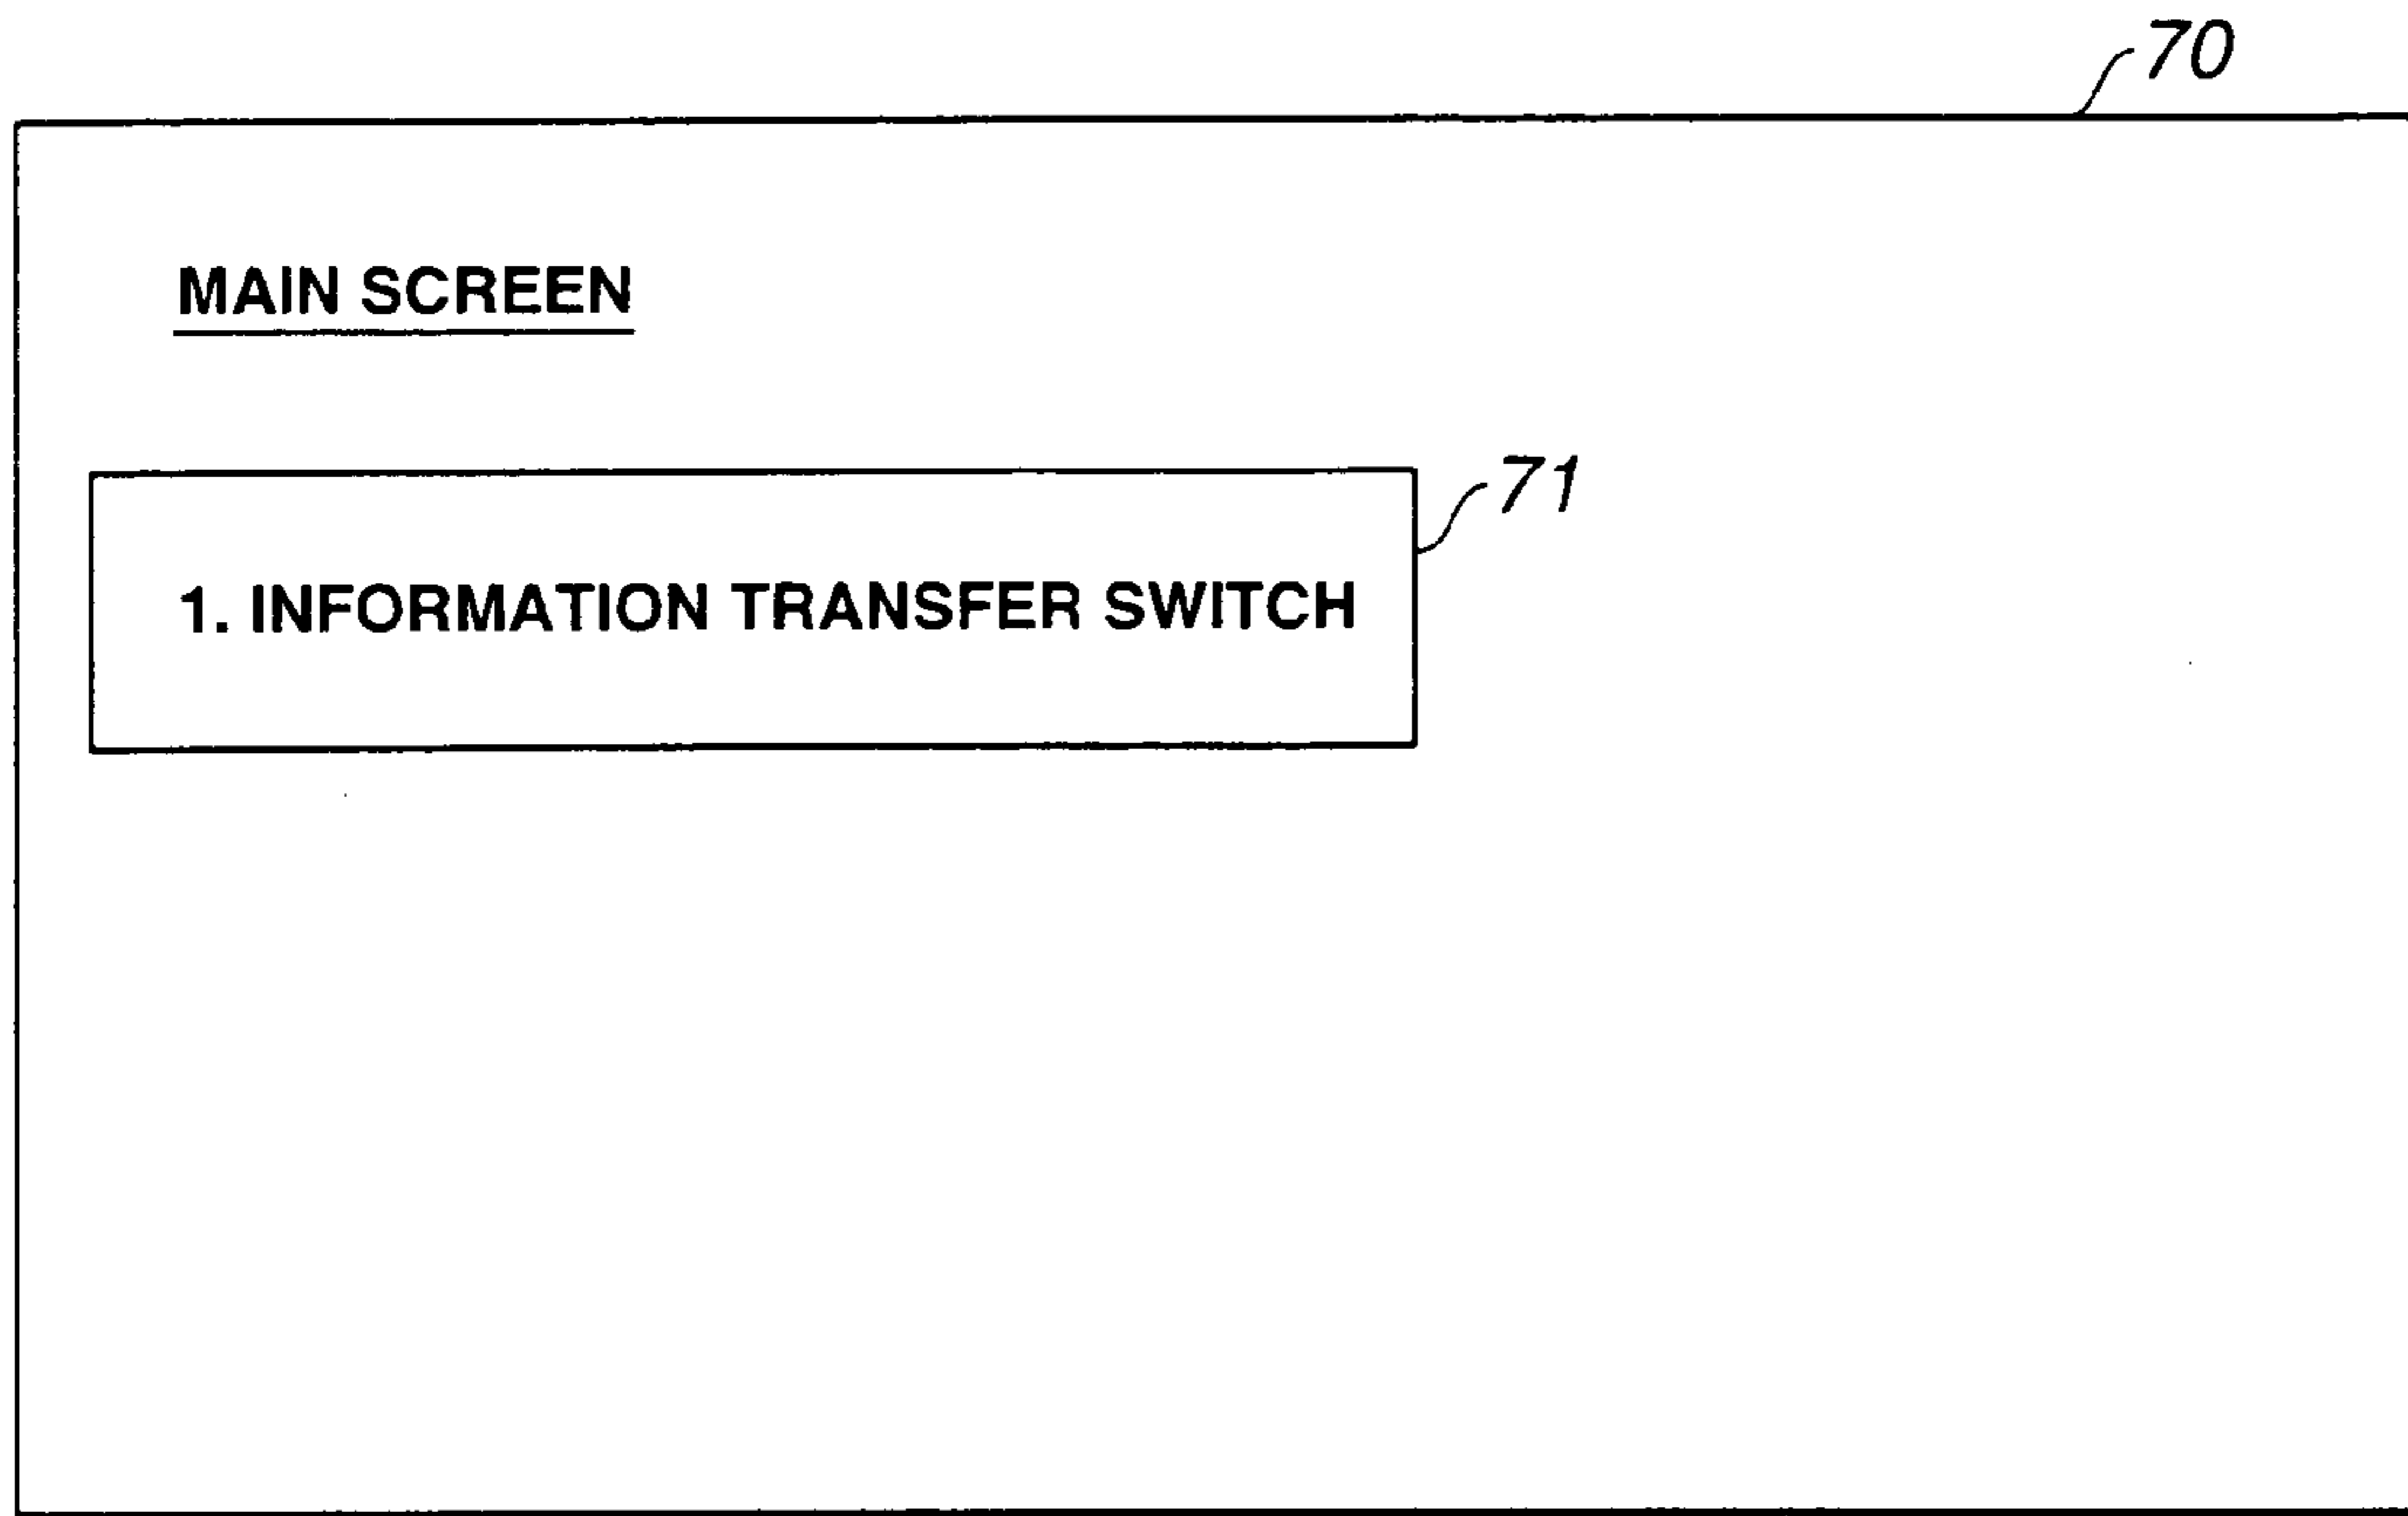 70
MAIN SCREEN
71
1. INFORMATION TRANSFER SWITCH